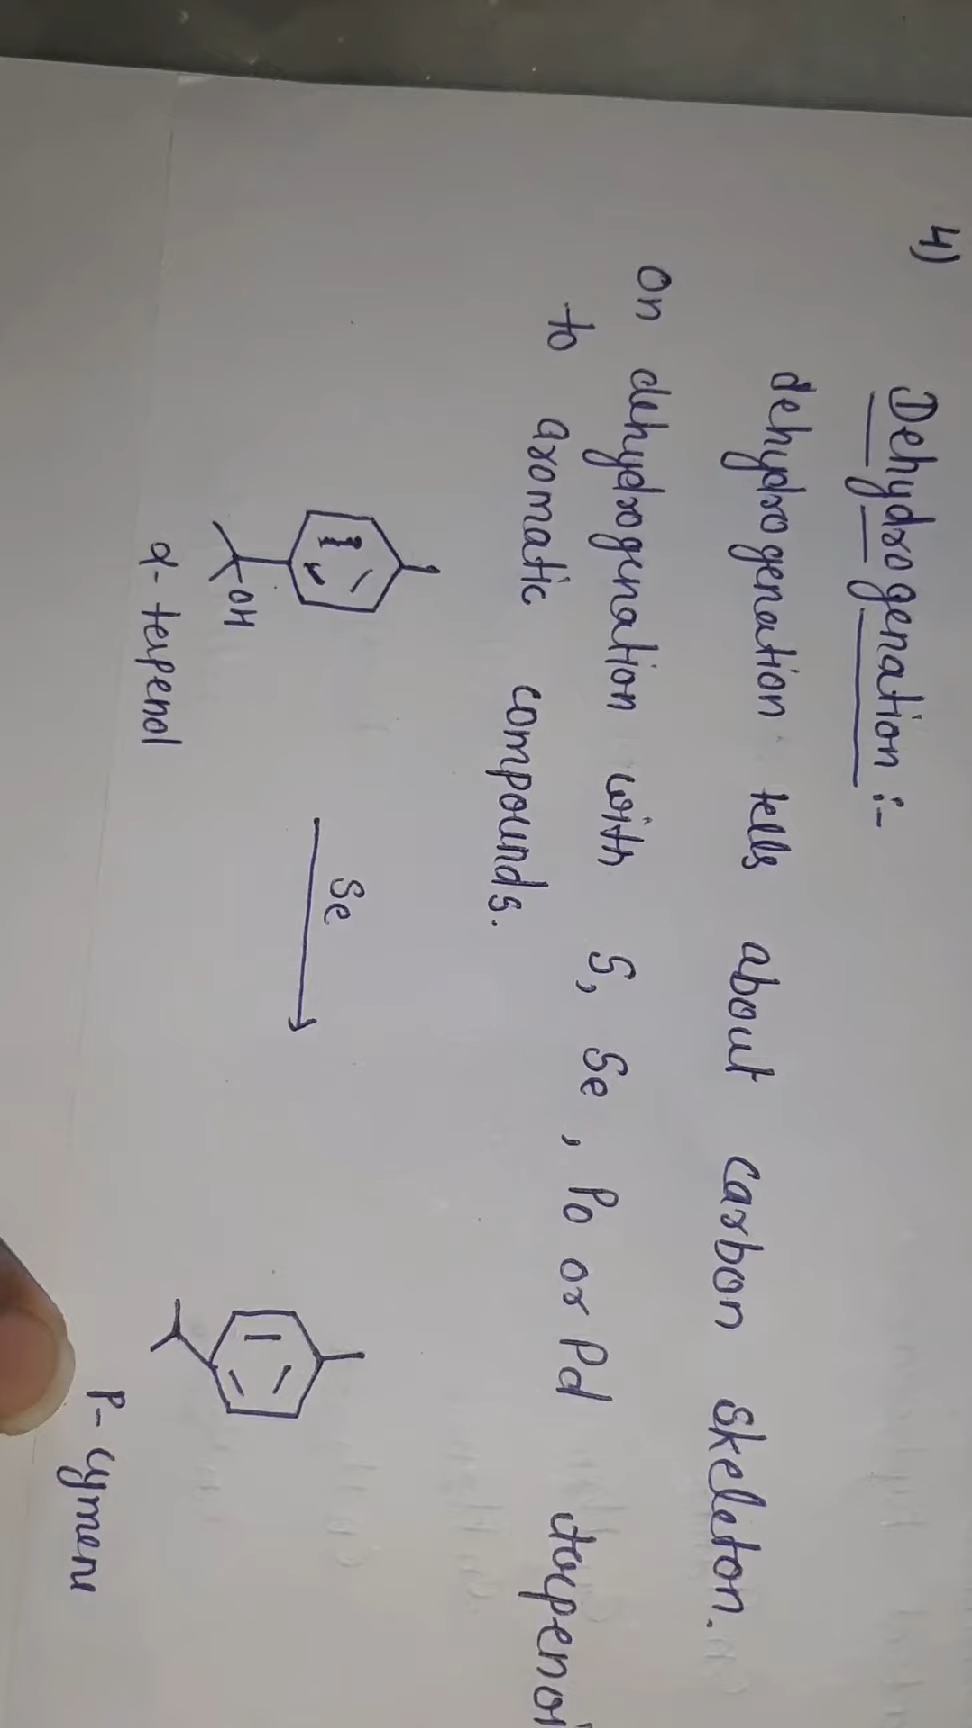 4) Dehydrogenation :-
dehydrogenation tells about carbon skeleton.
On dehydrogenation with S, Se, Po or Pd
to aromatic compounds.
OH
Se
α-terpenol
P-cymene